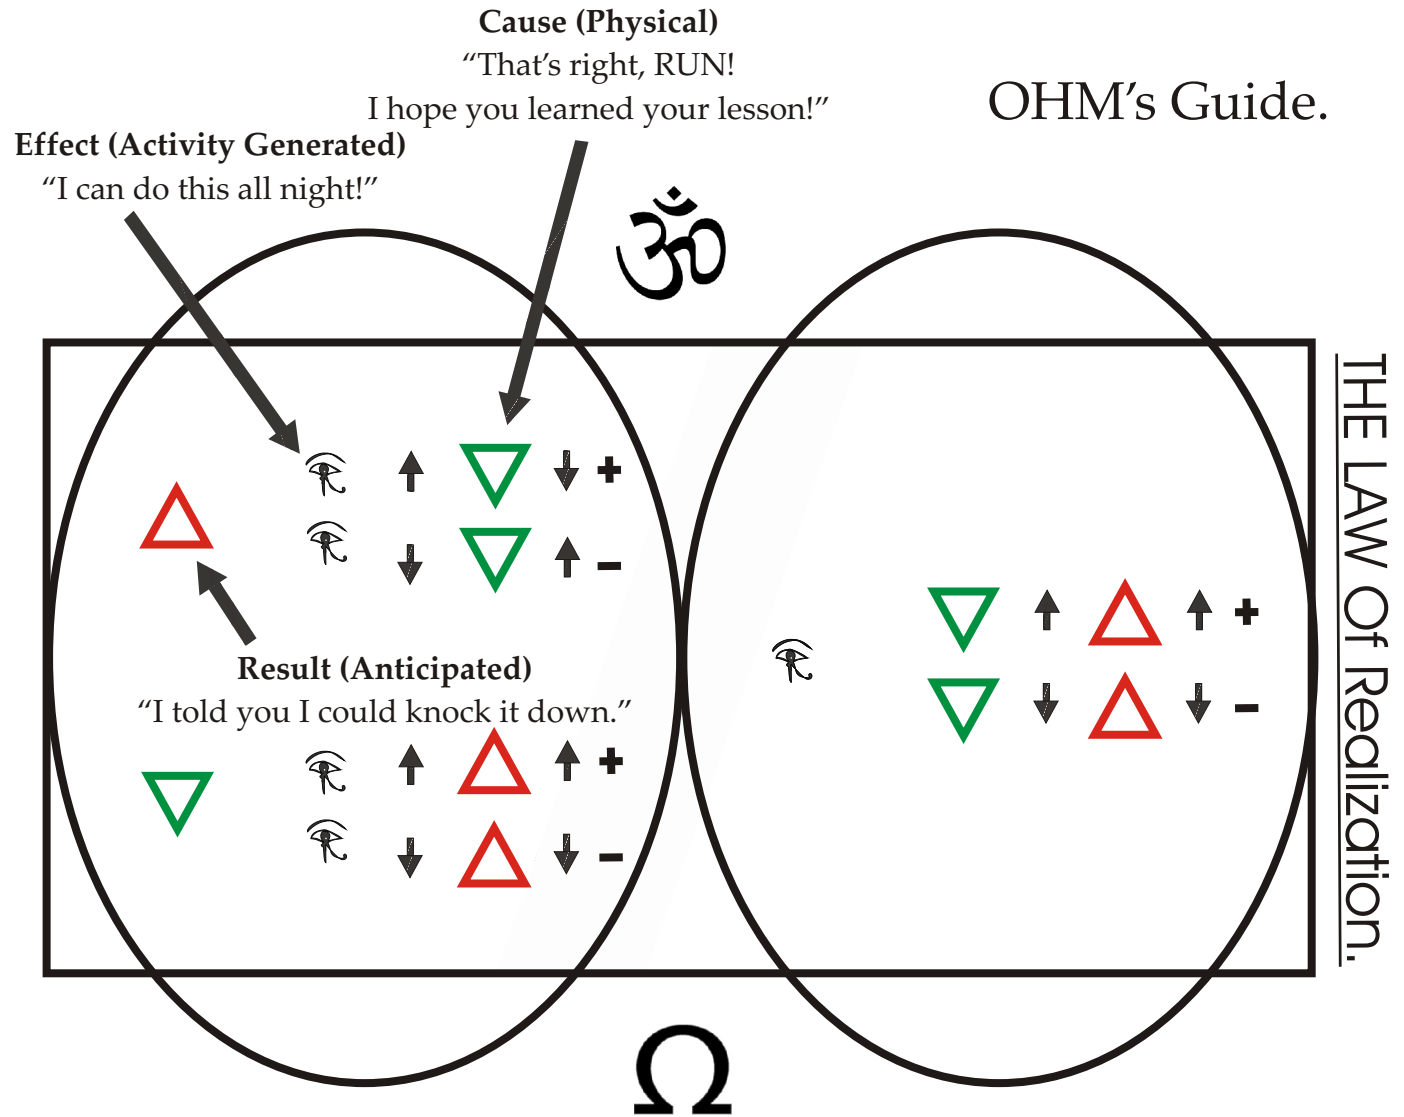 Cause (Physical)
“That’s right, RUN!
I hope you learned your lesson!”
OHM’s Guide.
Effect (Activity Generated)
“I can do this all night!”
ॐ
+
−
Result (Anticipated)
“I told you I could knock it down.”
+
−
+
−
THE LAW Of Realization.
Ω